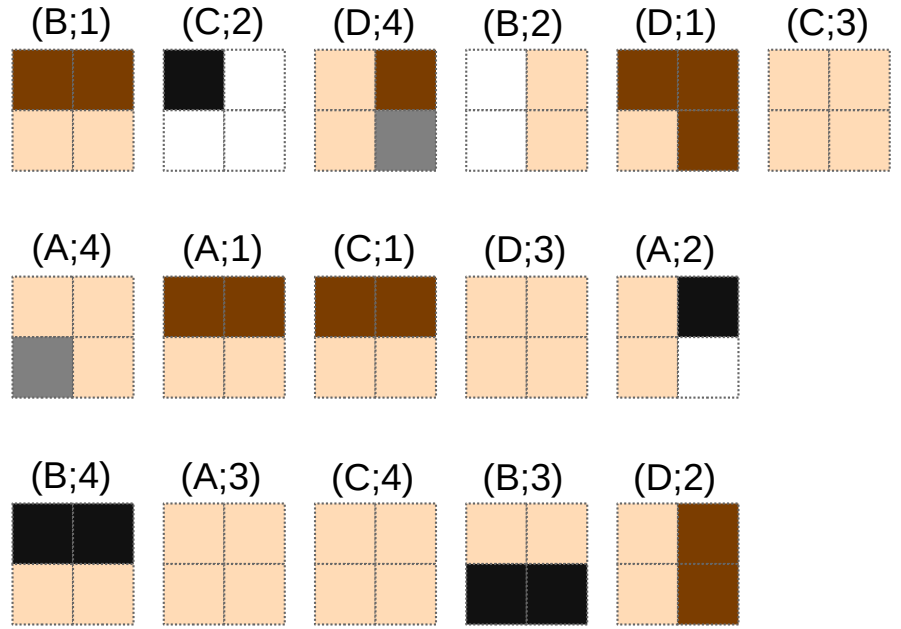 (B;1) (C;2) (D;4) (B;2) (D;1) (C;3)
(A;4) (A;1) (C;1) (D;3) (A;2)
(B;4) (A;3) (C;4) (B;3) (D;2)